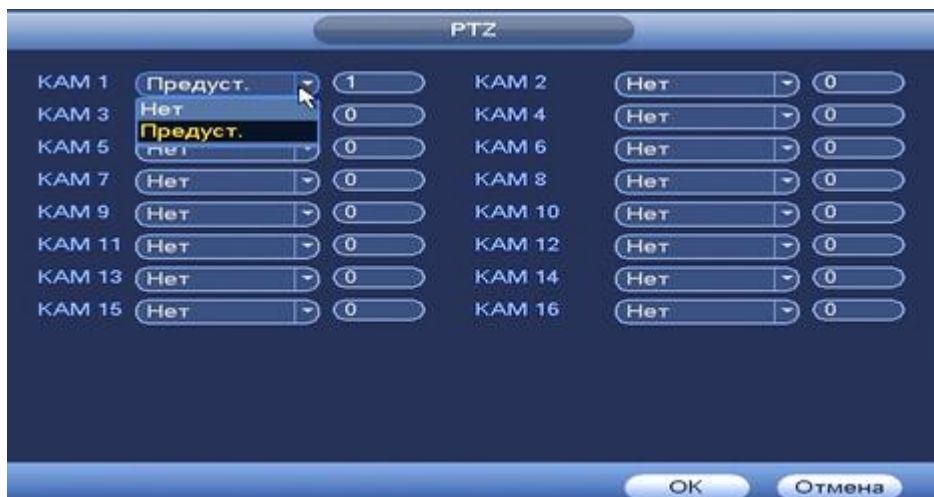 PTZ
КАМ 1 Предуст. 1 КАМ 2 Нет 0
КАМ 3 Нет 0 КАМ 4 Нет 0
Предуст.
КАМ 5 Нет 0 КАМ 6 Нет 0
КАМ 7 Нет 0 КАМ 8 Нет 0
КАМ 9 Нет 0 КАМ 10 Нет 0
КАМ 11 Нет 0 КАМ 12 Нет 0
КАМ 13 Нет 0 КАМ 14 Нет 0
КАМ 15 Нет 0 КАМ 16 Нет 0
OK Отмена